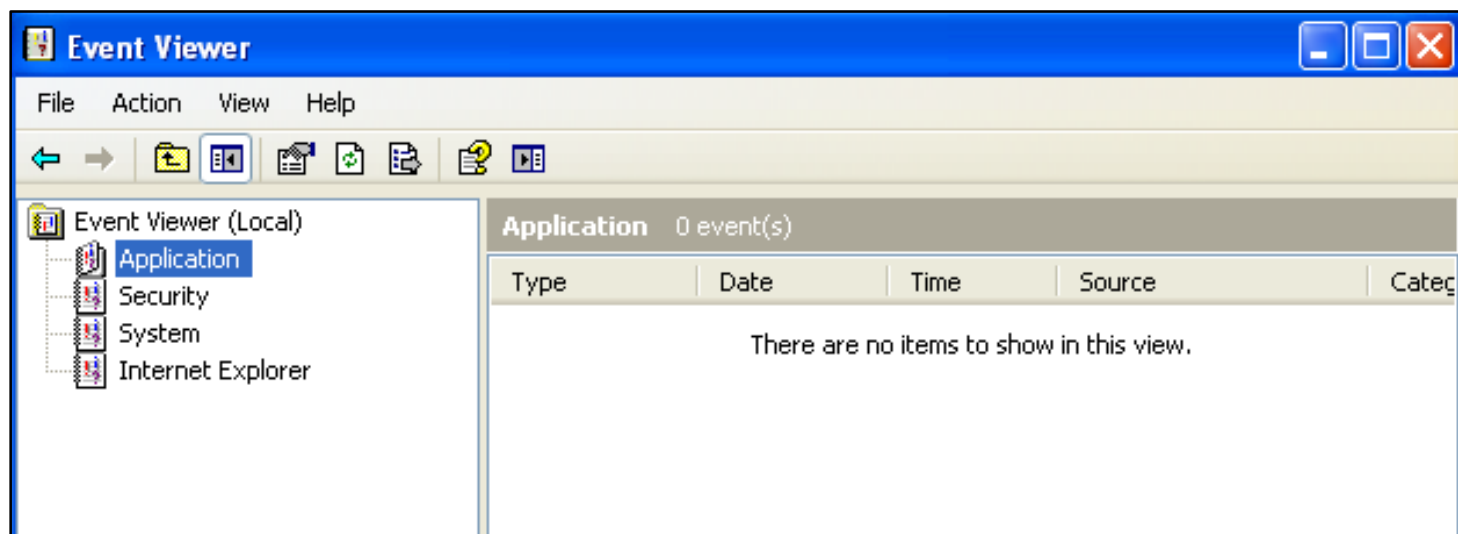 Event Viewer
File Action View Help
Event Viewer (Local)
Application
Security
System
Internet Explorer
Application 0 event(s)
Type Date Time Source Categ
There are no items to show in this view.